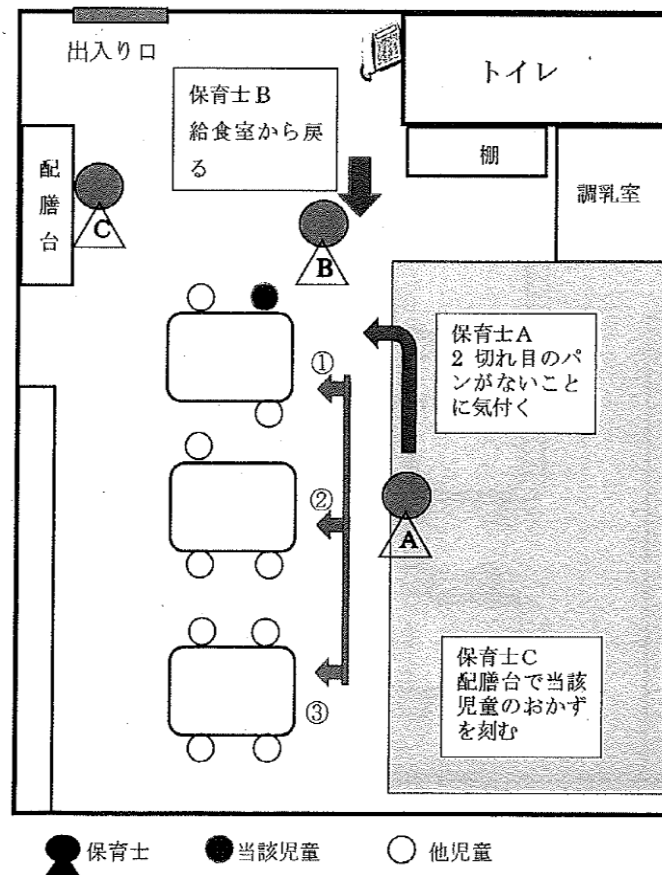 出入り口
トイレ
保育士B
給食室から戻
る
棚
配
膳
台
調乳室
C
B
保育士A
2 切れ目のパ
ンがないこと
に気付く
①
②
A
保育士C
配膳台で当該
児童のおかず
を刻む
③
保育士
当該児童
他児童